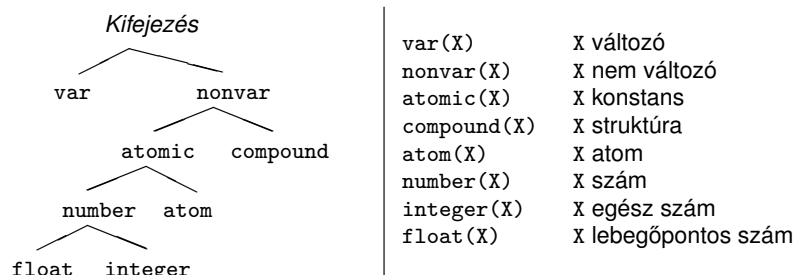 Kifejezés
var nonvar
atomic compound
number atom
float integer
var(X) X változó
nonvar(X) X nem változó
atomic(X) X konstans
compound(X) X struktúra
atom(X) X atom
number(X) X szám
integer(X) X egész szám
float(X) X lebegőpontos szám